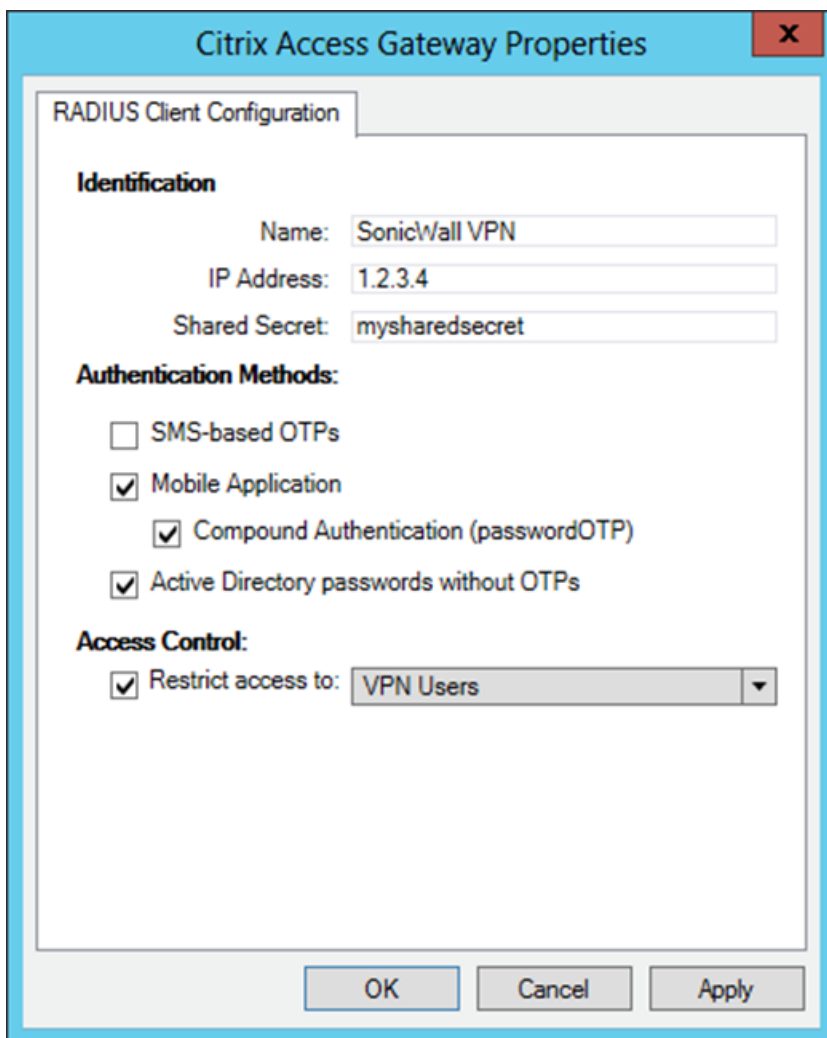 Citrix Access Gateway Properties
x
RADIUS Client Configuration
Identification
Name: SonicWall VPN
IP Address: 1.2.3.4
Shared Secret: mysharedsecret
Authentication Methods:
SMS-based OTPs
Mobile Application
Compound Authentication (passwordOTP)
Active Directory passwords without OTPs
Access Control:
Restrict access to: VPN Users
OK Cancel Apply